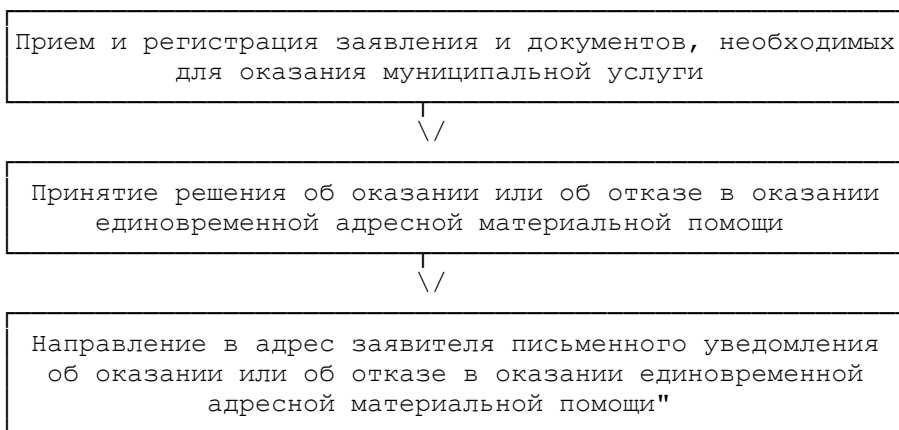 Прием и регистрация заявления и документов, необходимых
для оказания муниципальной услуги
\/
Принятие решения об оказании или об отказе в оказании
единовременной адресной материальной помощи
\/
Направление в адрес заявителя письменного уведомления
об оказании или об отказе в оказании единовременной
адресной материальной помощи"